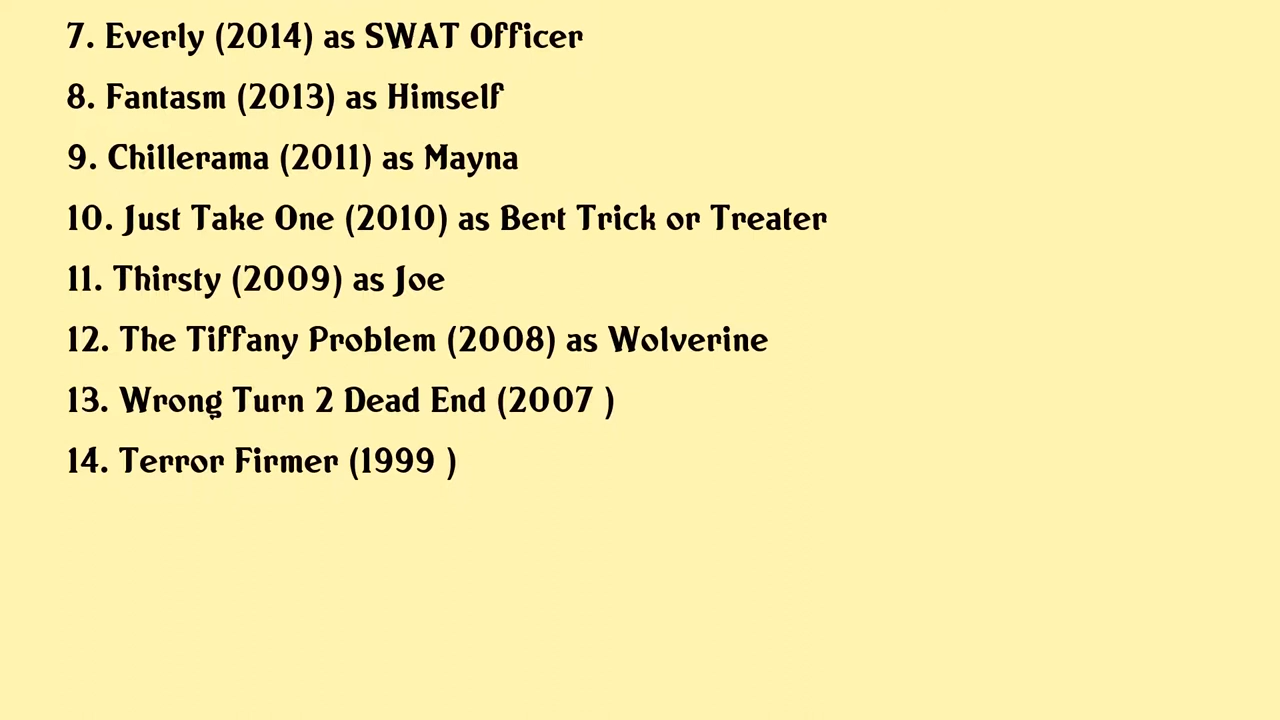 7. Everly (2014) as SWAT Officer
8. Fantasm (2013) as Himself
9. Chillerama (2011) as Mayna
10. Just Take One (2010) as Bert Trick or Treater
11. Thirsty (2009) as Joe
12. The Tiffany Problem (2008) as Wolverine
13. Wrong Turn 2 Dead End (2007 )
14. Terror Firmer (1999 )